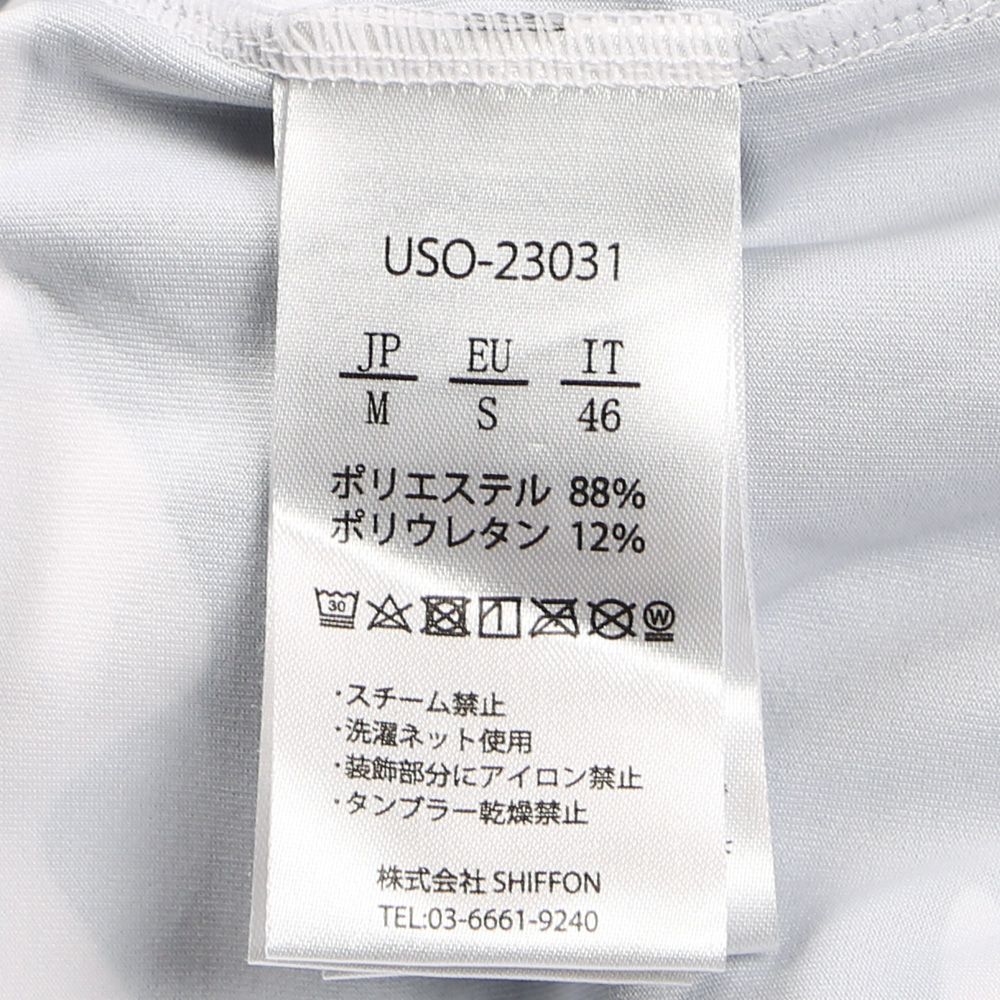 USO-23031
JP EU IT
M S 46
ポリエステル 88%
ポリウレタン 12%
30 W
・スチーム禁止
・洗濯ネット使用
・装飾部分にアイロン禁止
・タンブラー乾燥禁止
株式会社 SHIFFON
TEL:03-6661-9240